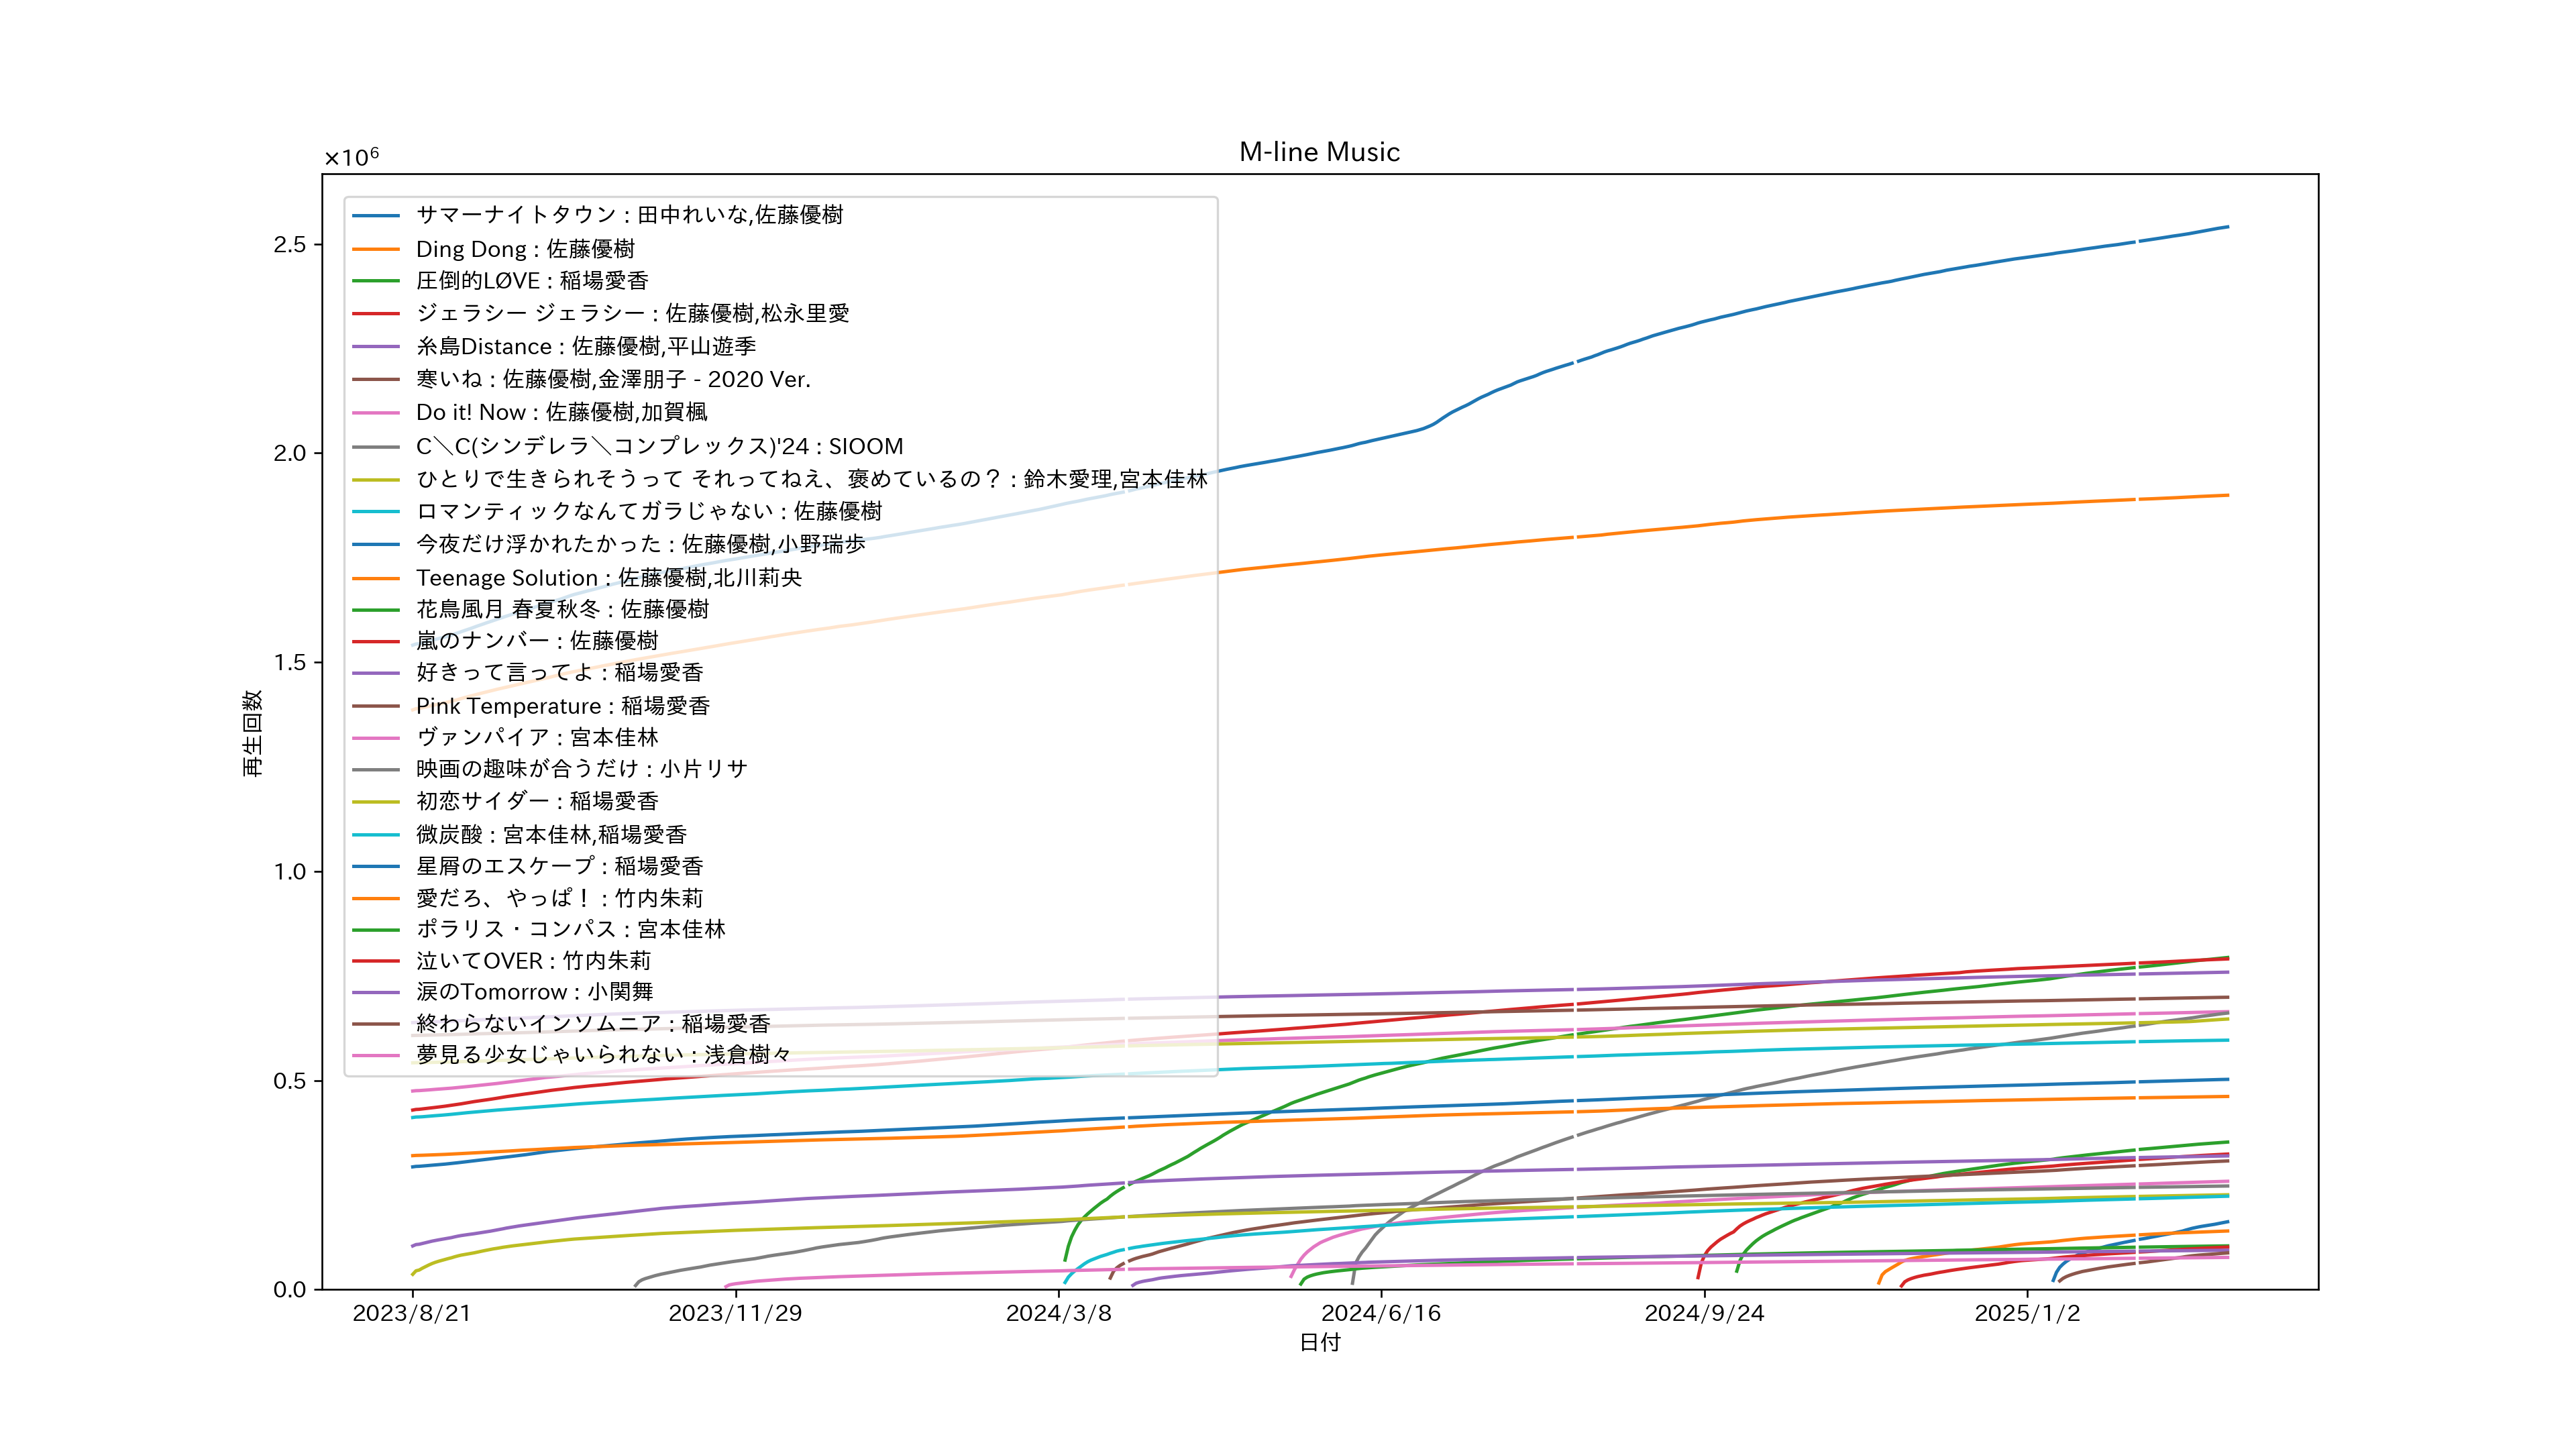 M-line Music
×10⁶
2.5
2.0
1.5
1.0
0.5
0.0
再生回数
サマーナイトタウン : 田中れいな,佐藤優樹
Ding Dong : 佐藤優樹
圧倒的LØVE : 稲場愛香
ジェラシー ジェラシー : 佐藤優樹,松永里愛
糸島Distance : 佐藤優樹,平山遊季
寒いね : 佐藤優樹,金澤朋子 - 2020 Ver.
Do it! Now : 佐藤優樹,加賀楓
C＼C(シンデレラ＼コンプレックス)'24 : SIOOM
ひとりで生きられそうって それってねえ、褒めているの？ : 鈴木愛理,宮本佳林
ロマンティックなんてガラじゃない : 佐藤優樹
今夜だけ浮かれたかった : 佐藤優樹,小野瑞歩
Teenage Solution : 佐藤優樹,北川莉央
花鳥風月 春夏秋冬 : 佐藤優樹
嵐のナンバー : 佐藤優樹
好きって言ってよ : 稲場愛香
Pink Temperature : 稲場愛香
ヴァンパイア : 宮本佳林
映画の趣味が合うだけ : 小片リサ
初恋サイダー : 稲場愛香
微炭酸 : 宮本佳林,稲場愛香
星屑のエスケープ : 稲場愛香
愛だろ、やっぱ！ : 竹内朱莉
ポラリス・コンパス : 宮本佳林
泣いてOVER : 竹内朱莉
涙のTomorrow : 小関舞
終わらないインソムニア : 稲場愛香
夢見る少女じゃいられない : 浅倉樹々
2023/8/21
2023/11/29
2024/3/8
2024/6/16
2024/9/24
2025/1/2
日付